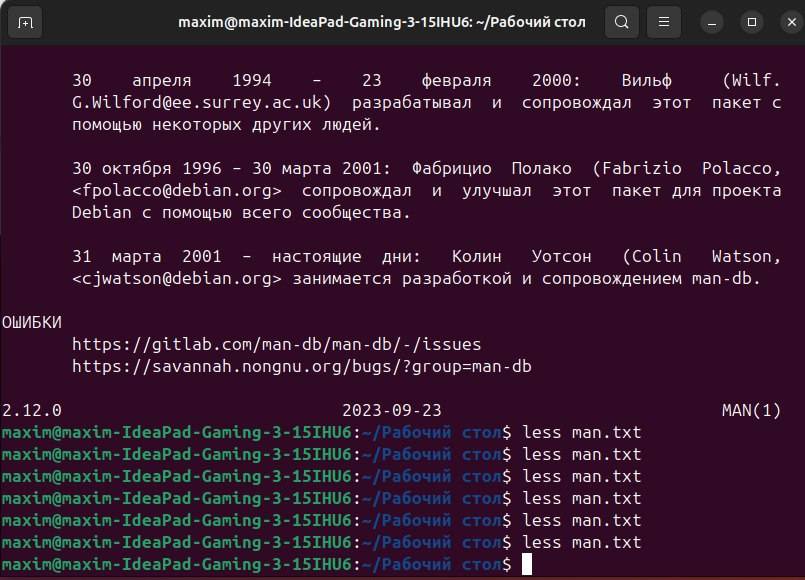 maxim@maxim-IdeaPad-Gaming-3-15IHU6: ~/Рабочий стол
30 апреля 1994 – 23 февраля 2000: Вильф (Wilf.
G.Wilford@ee.surrey.ac.uk) разрабатывал и сопровождал этот пакет с
помощью некоторых других людей.
30 октября 1996 – 30 марта 2001: Фабрицио Полако (Fabrizio Polacco,
<fpolacco@debian.org> сопровождал и улучшал этот пакет для проекта
Debian с помощью всего сообщества.
31 марта 2001 – настоящие дни: Колин Уотсон (Colin Watson,
<cjwatson@debian.org> занимается разработкой и сопровождением man-db.
ОШИБКИ
https://gitlab.com/man-db/man-db/-/issues
https://savannah.nongnu.org/bugs/?group=man-db
2.12.0 2023-09-23 MAN(1)
maxim@maxim-IdeaPad-Gaming-3-15IHU6:~/Рабочий стол$ less man.txt
maxim@maxim-IdeaPad-Gaming-3-15IHU6:~/Рабочий стол$ less man.txt
maxim@maxim-IdeaPad-Gaming-3-15IHU6:~/Рабочий стол$ less man.txt
maxim@maxim-IdeaPad-Gaming-3-15IHU6:~/Рабочий стол$ less man.txt
maxim@maxim-IdeaPad-Gaming-3-15IHU6:~/Рабочий стол$ less man.txt
maxim@maxim-IdeaPad-Gaming-3-15IHU6:~/Рабочий стол$ less man.txt
maxim@maxim-IdeaPad-Gaming-3-15IHU6:~/Рабочий стол$